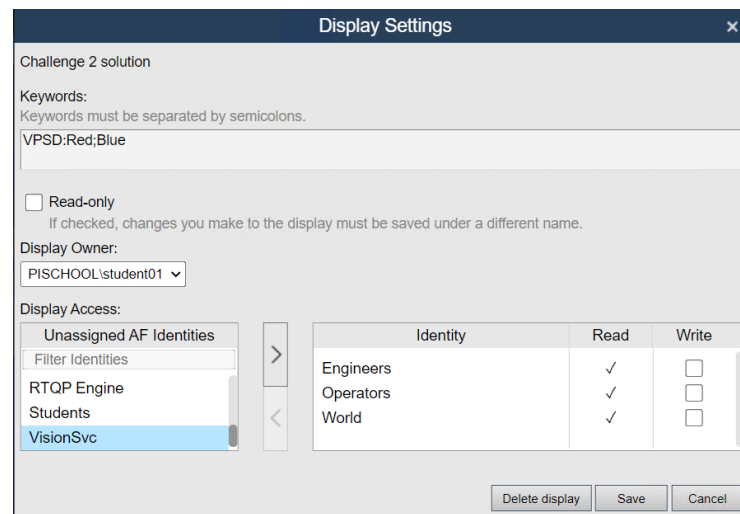 Display Settings
Challenge 2 solution
Keywords:
Keywords must be separated by semicolons.
VPSD:Red;Blue
Read-only
If checked, changes you make to the display must be saved under a different name.
Display Owner:
PISCHOOL\student01
Display Access:
Unassigned AF Identities
Filter Identities
RTQP Engine
Students
VisionSvc
Identity Read Write
Engineers
Operators
World
Delete display Save Cancel